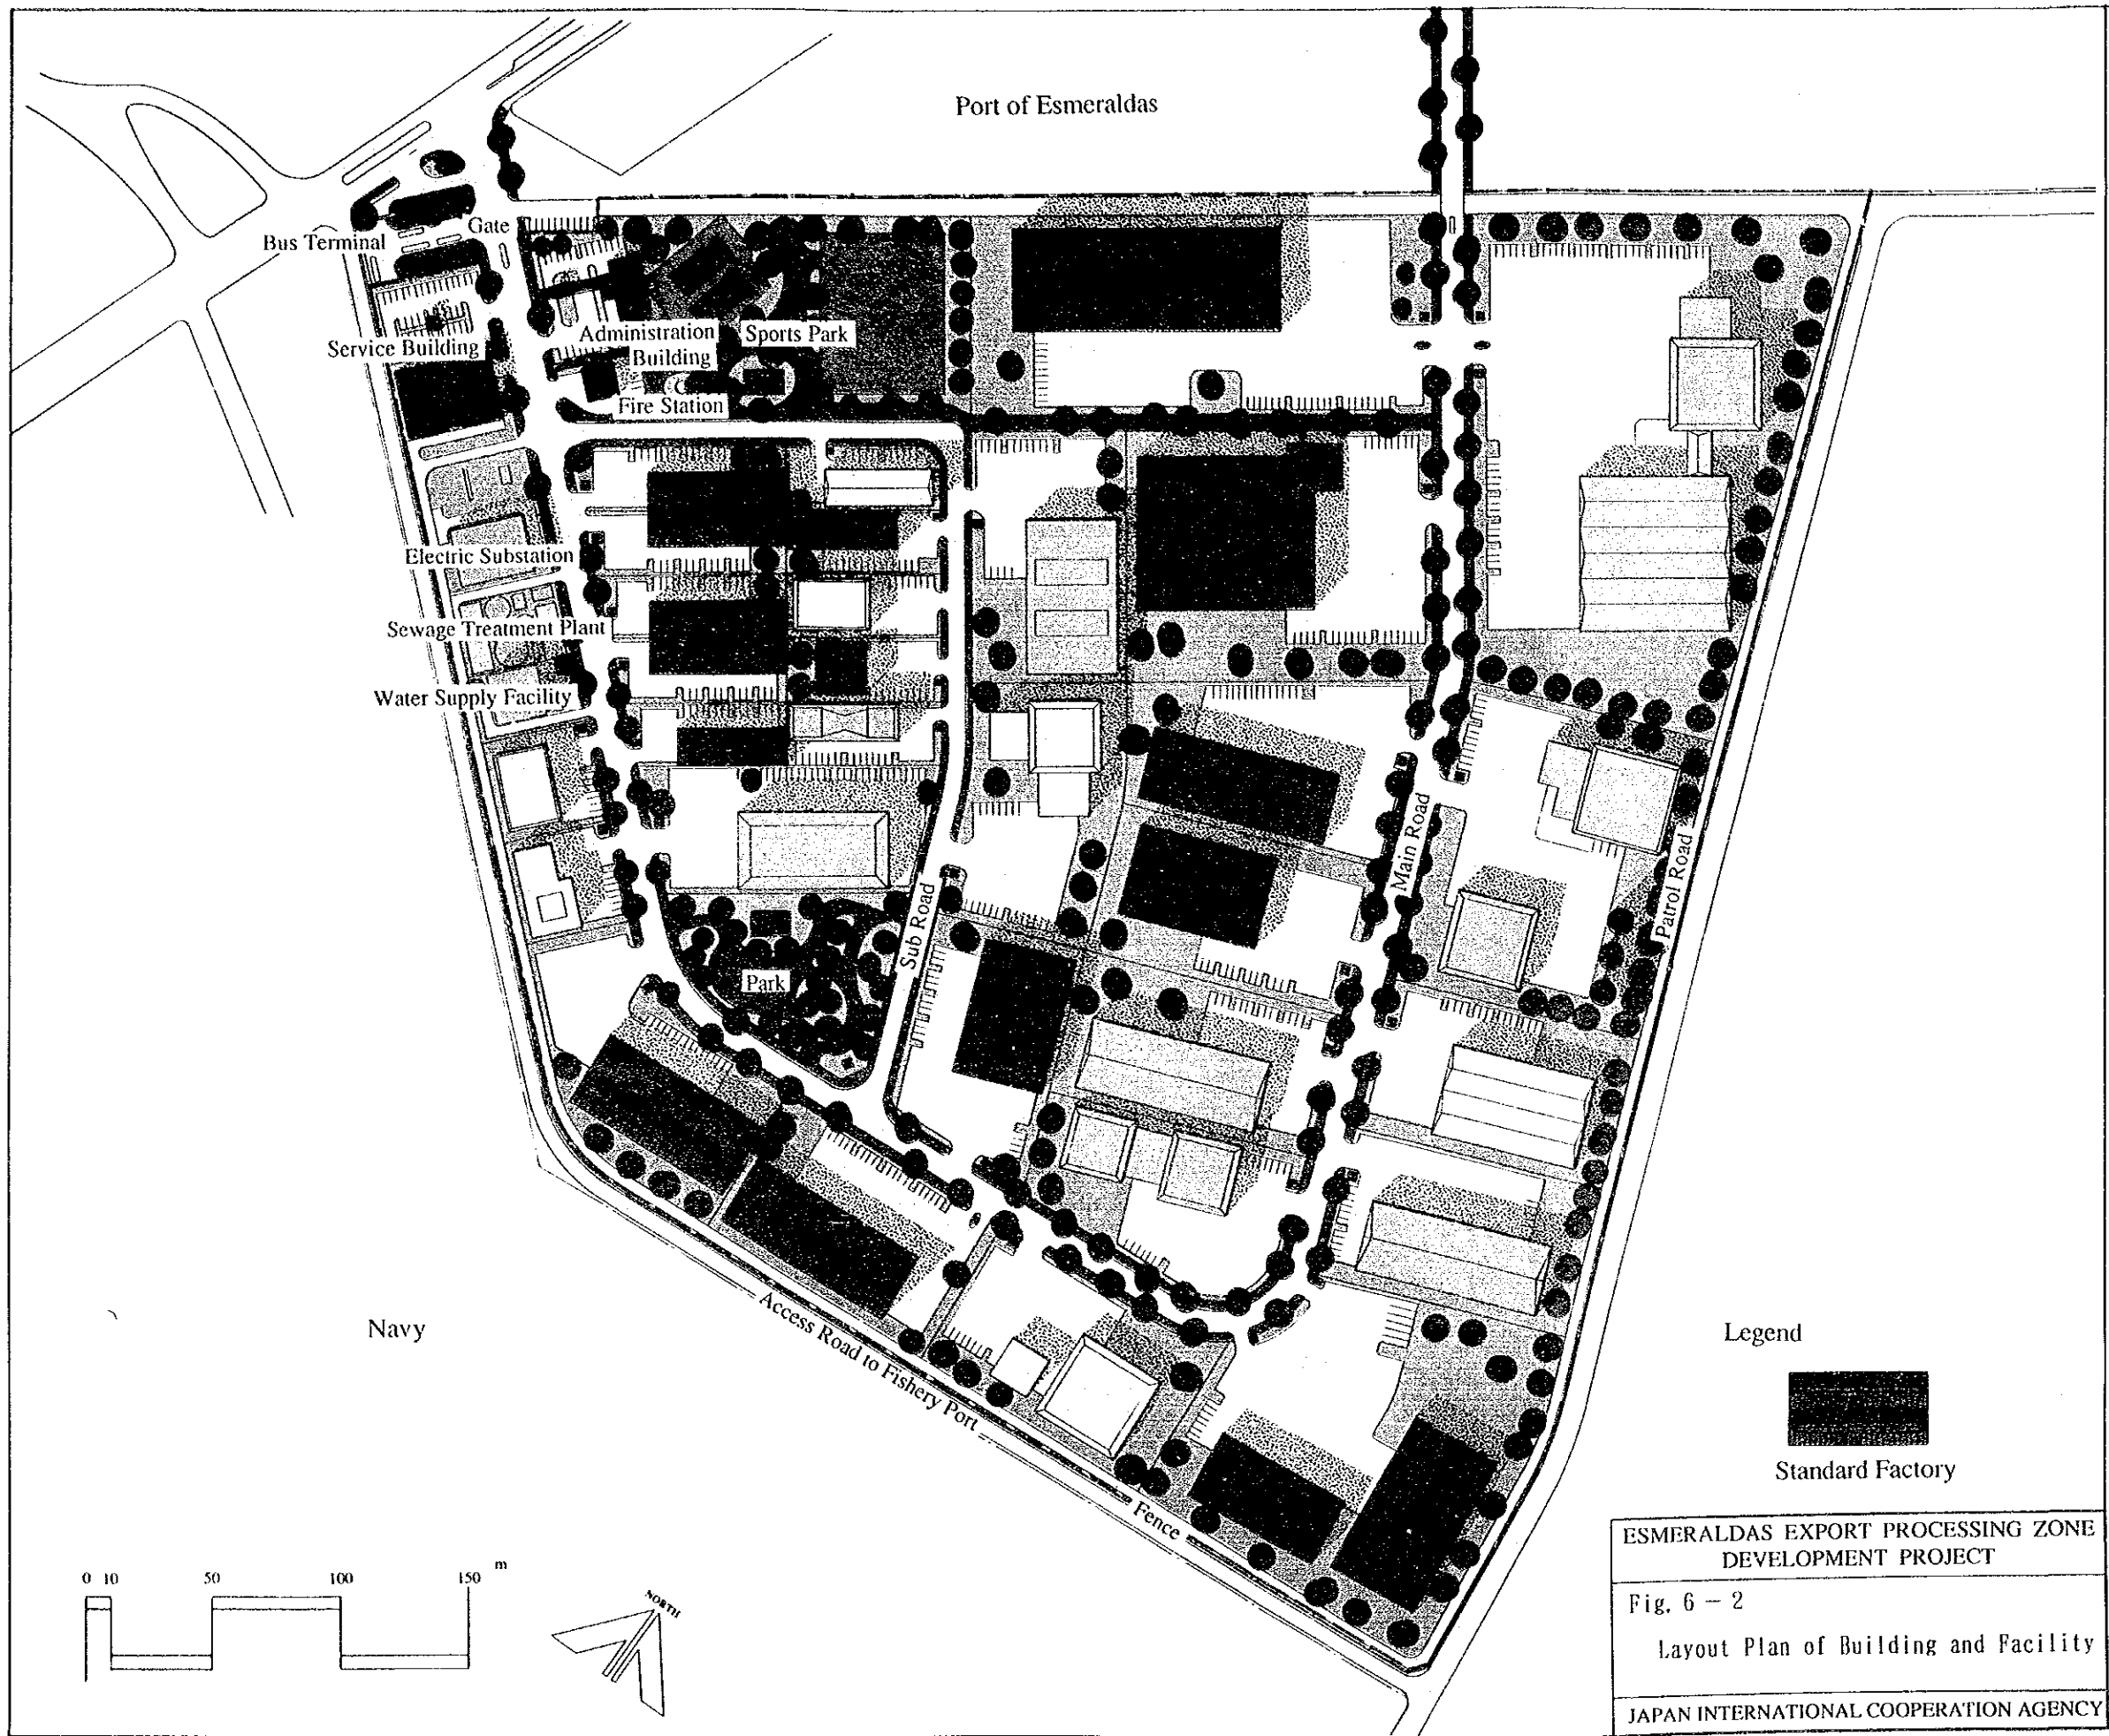 Port of Esmeraldas
Gate
Bus Terminal
Administration
Building
Sports Park
Service Building
Fire Station
Electric Substation
Sewage Treatment Plant
Water Supply Facility
Main Road
Patrol Road
Sub Road
Park
Access Road to Fishery Port
Navy
Fence
Legend
Standard Factory
0 10 50 100 150 m
NORTH
ESMERALDAS EXPORT PROCESSING ZONE
DEVELOPMENT PROJECT
Fig. 6 - 2
Layout Plan of Building and Facility
JAPAN INTERNATIONAL COOPERATION AGENCY